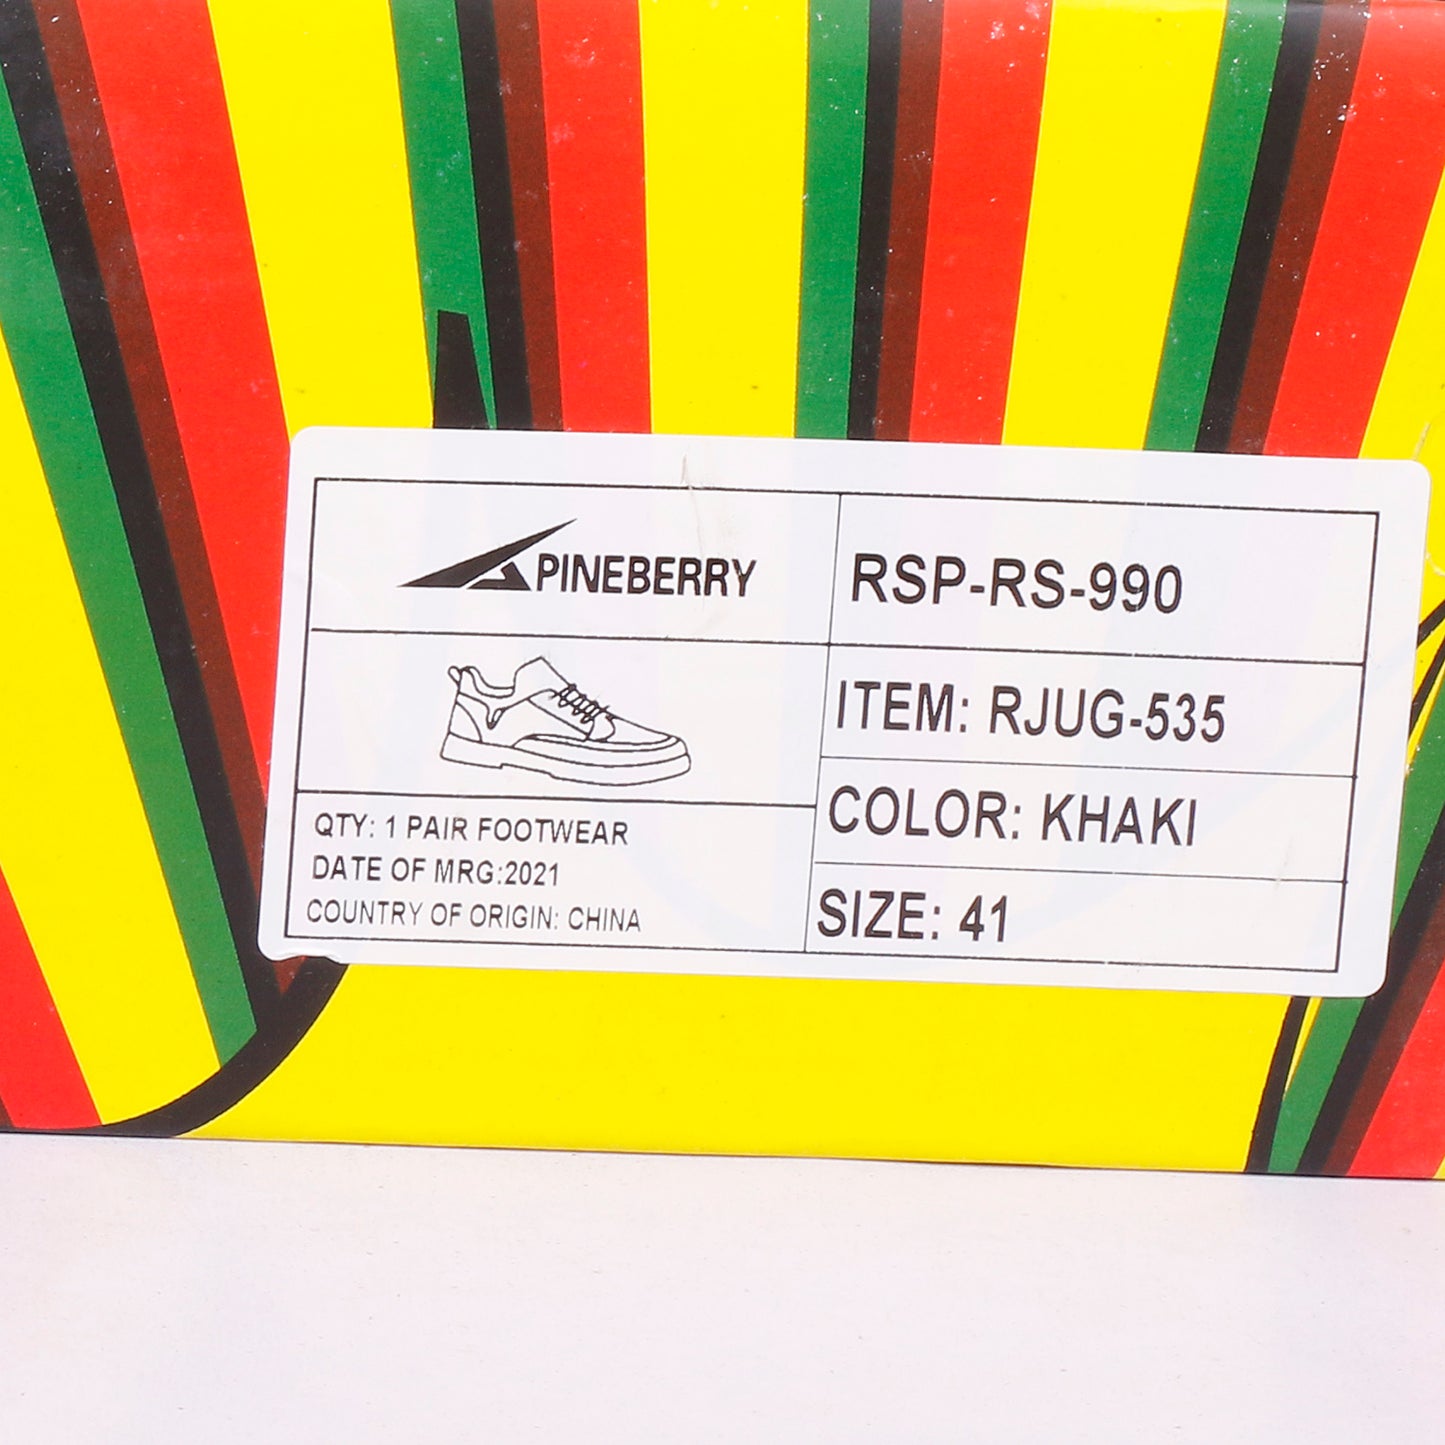 PINEBERRY
RSP-RS-990
ITEM: RJUG-535
COLOR: KHAKI
SIZE: 41
QTY: 1 PAIR FOOTWEAR
DATE OF MRG:2021
COUNTRY OF ORIGIN: CHINA